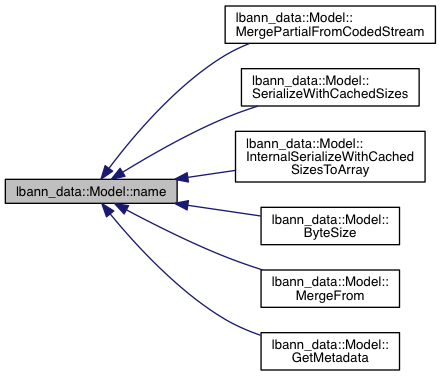 lbann_data::Model::name
lbann_data::Model::
MergePartialFromCodedStream
lbann_data::Model::
SerializeWithCachedSizes
lbann_data::Model::
InternalSerializeWithCached
SizesToArray
lbann_data::Model::
ByteSize
lbann_data::Model::
MergeFrom
lbann_data::Model::
GetMetadata